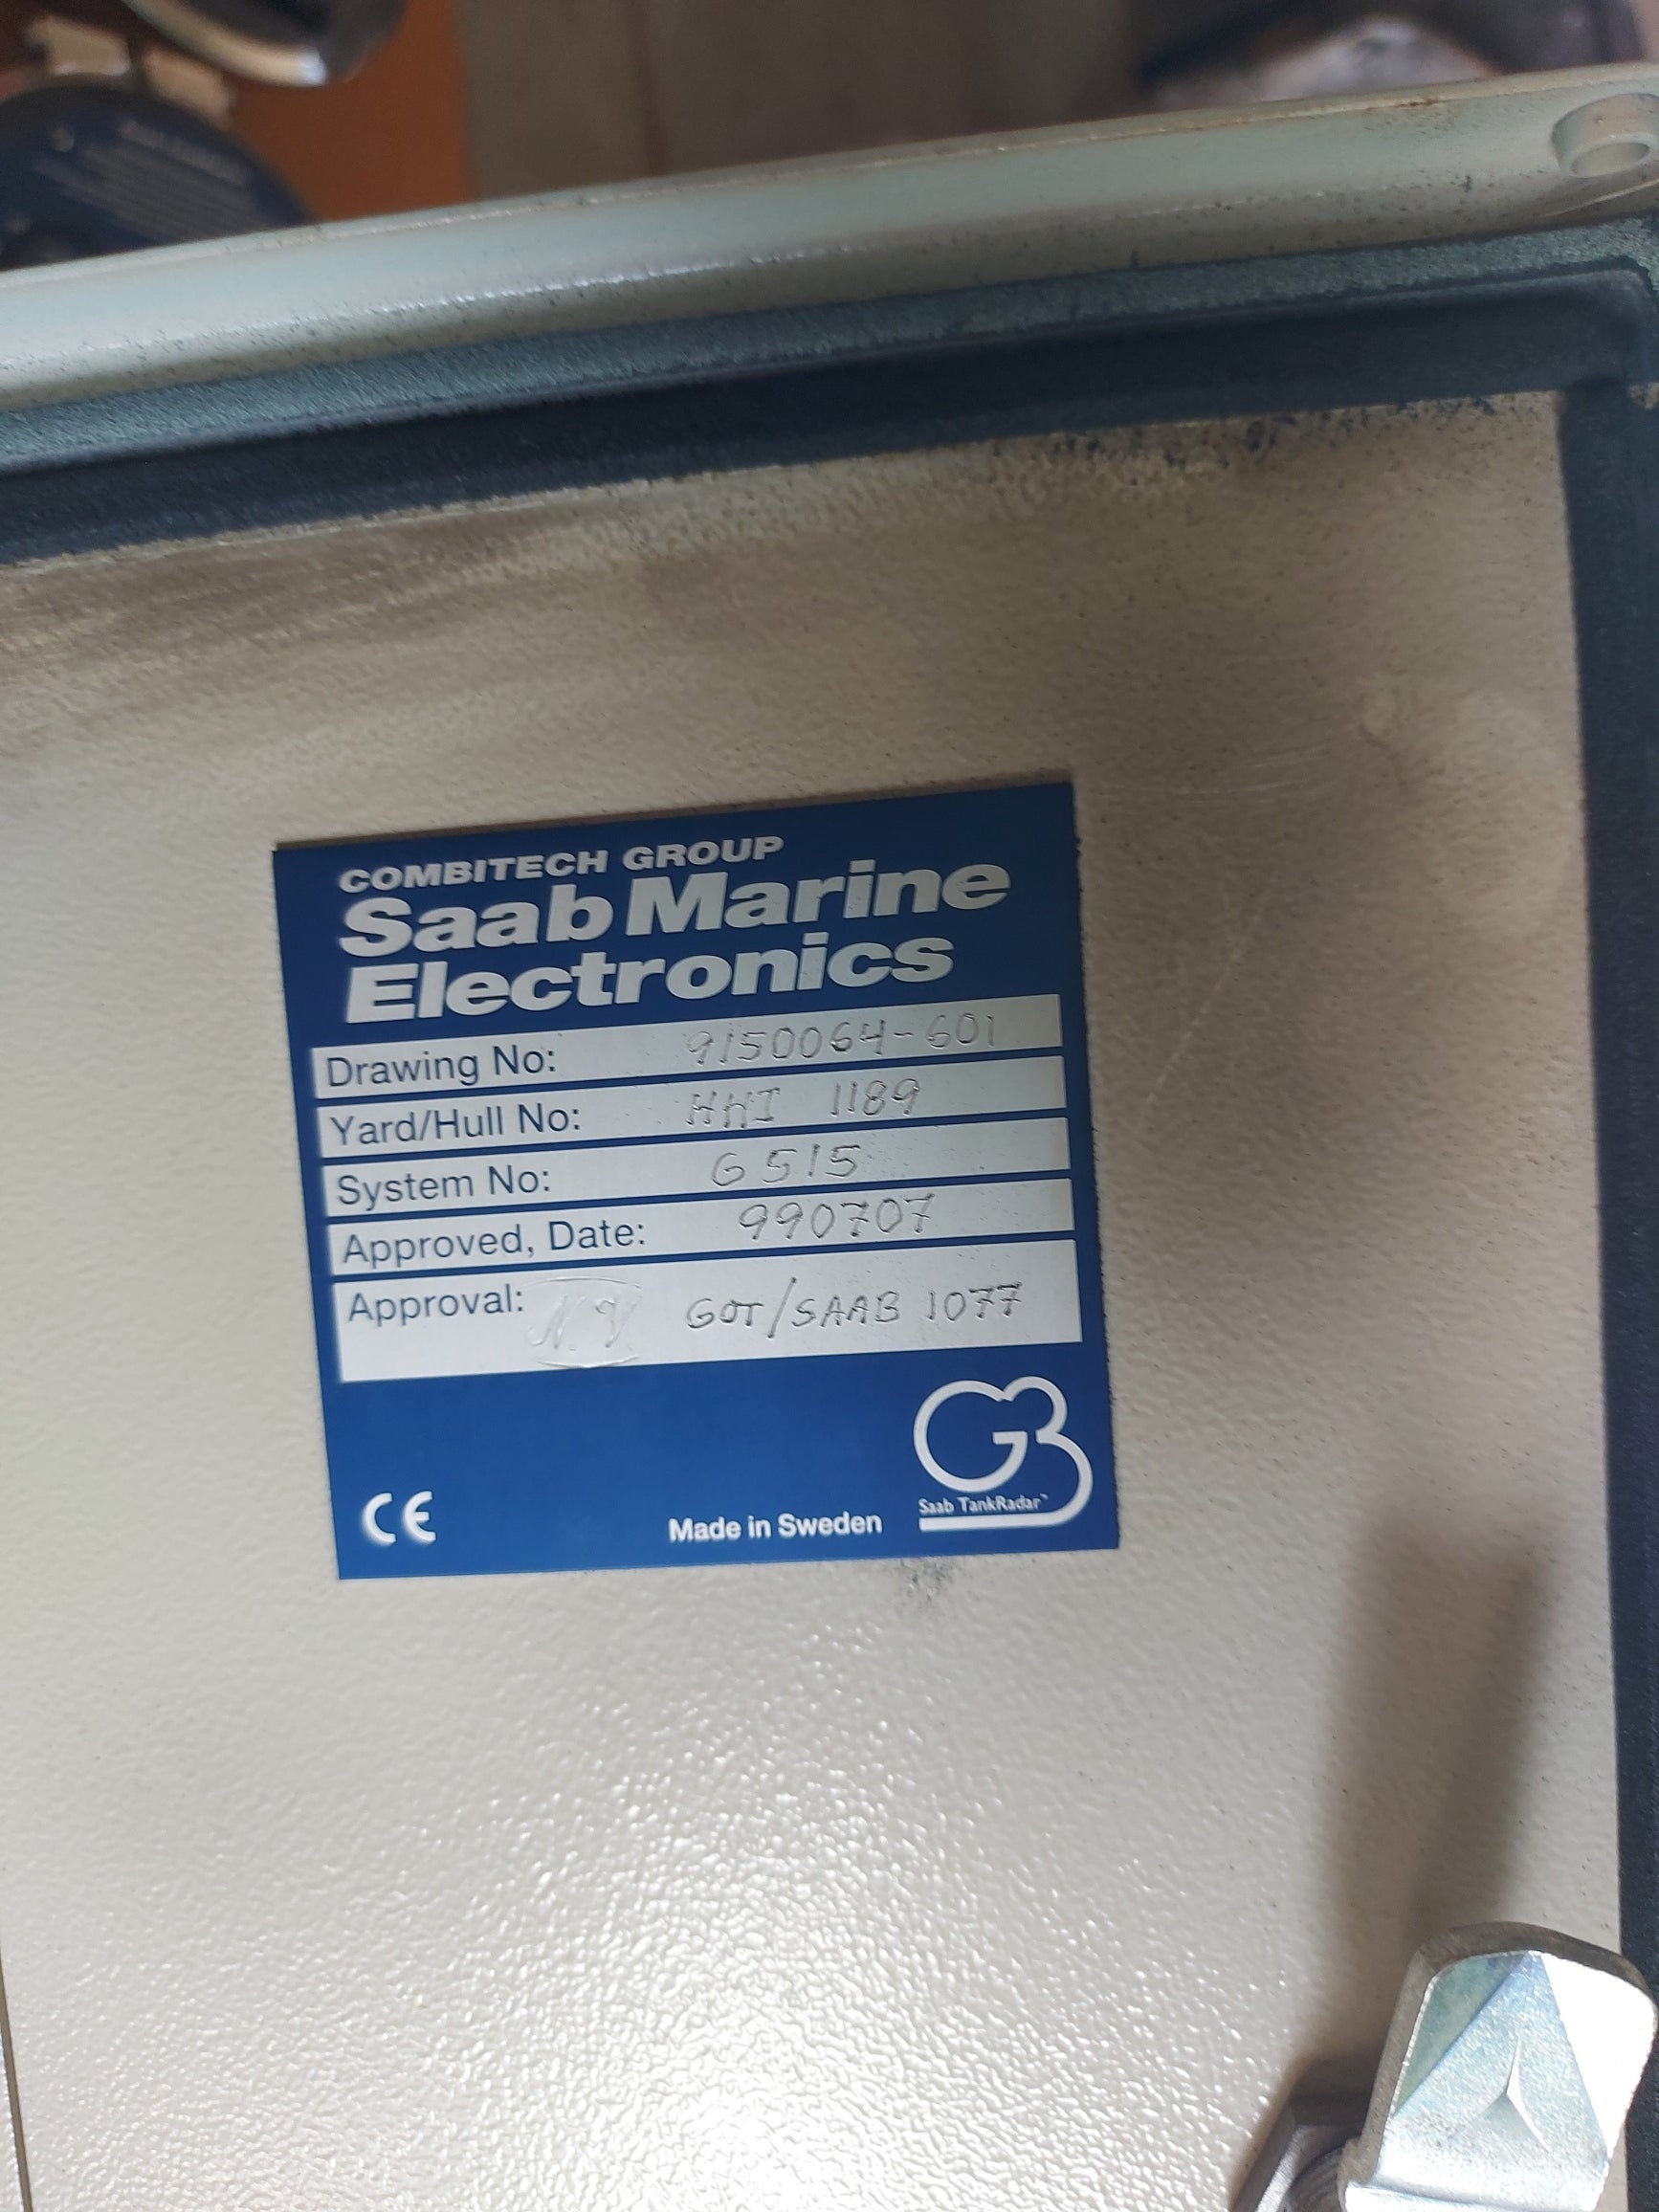 COMBITECH GROUP
Saab Marine
Electronics
Drawing No: 9150064-601
Yard/Hull No: HHI 1189
System No: G515
Approved, Date: 990707
Approval: GOT/SAAB 1077
G3
Saab TankRadar™
CE
Made in Sweden